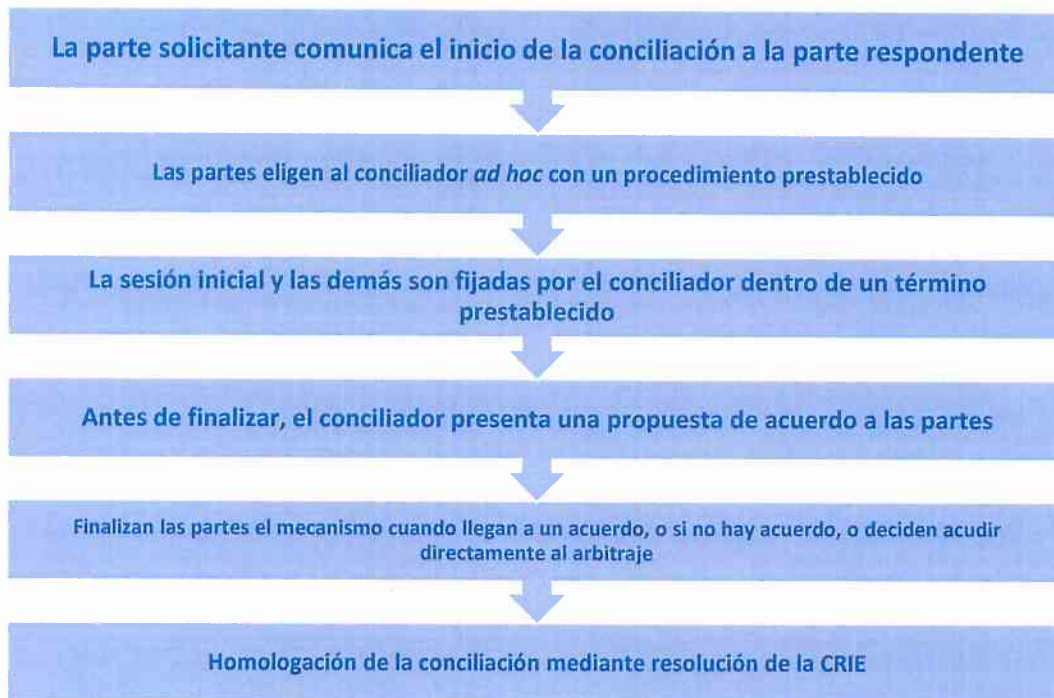 La parte solicitante comunica el inicio de la conciliación a la parte respondente
Las partes eligen al conciliador ad hoc con un procedimiento prestablecido
La sesión inicial y las demás son fijadas por el conciliador dentro de un término
prestablecido
Antes de finalizar, el conciliador presenta una propuesta de acuerdo a las partes
Finalizan las partes el mecanismo cuando llegan a un acuerdo, o si no hay acuerdo, o deciden acudir
directamente al arbitraje
Homologación de la conciliación mediante resolución de la CRIE